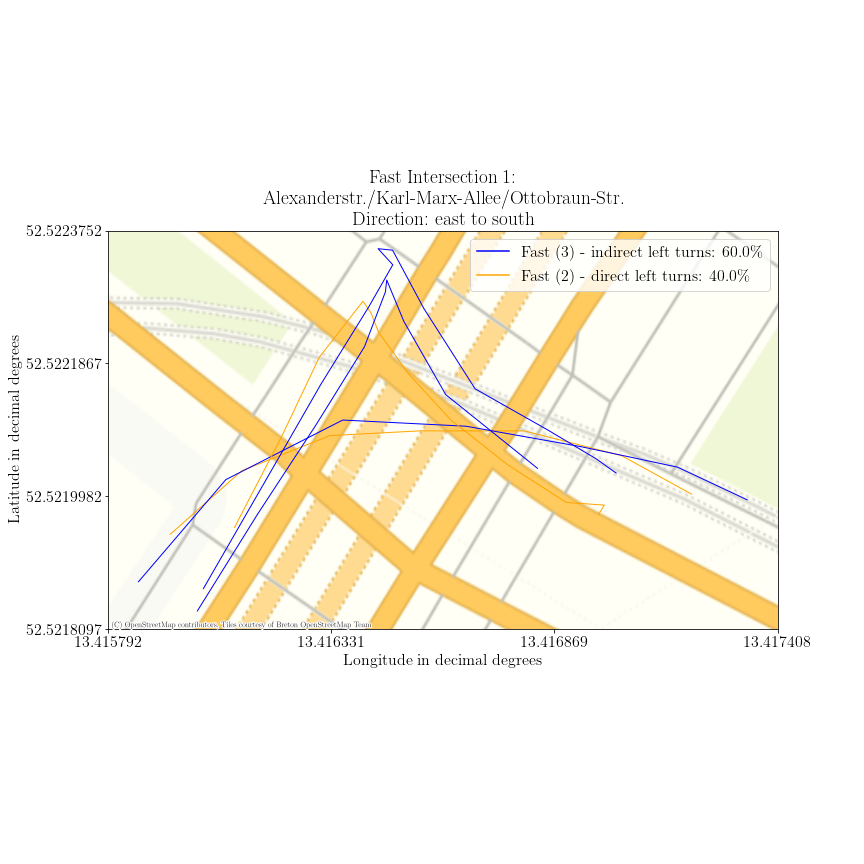 Fast Intersection 1:
Alexanderstr./Karl-Marx-Allee/Ottobraun-Str.
Direction: east to south
52.5223752
52.5221867
52.5219982
52.5218097
Latitude in decimal degrees
Fast (3) - indirect left turns: 60.0%
Fast (2) - direct left turns: 40.0%
(C) OpenStreetMap contributors, Tiles courtesy of Breton OpenStreetMap Team
13.415792
13.416331
13.416869
13.417408
Longitude in decimal degrees